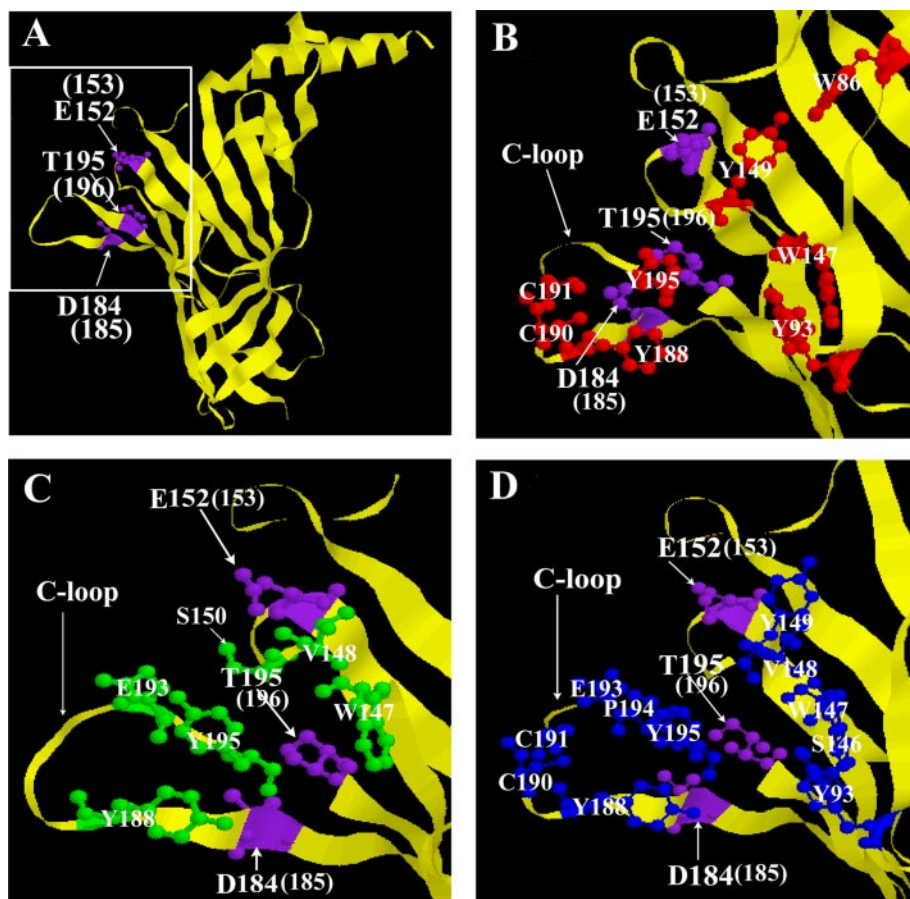 A
(153)
E152
T195
(196)
D184
(185)
B
W86
(153)
E152
C-loop
Y149
T195(196)
W147
Y195
C191
C190
Y93
Y188
D184
(185)
C
E152(153)
C-loop
S150
V148
T195
(196)
E193
W147
Y195
Y188
D184(185)
D
E152(153)
C-loop
Y149
T195
(196)
V148
E193
P194
W147
C191
Y195
S146
C190
Y93
Y188
D184(185)